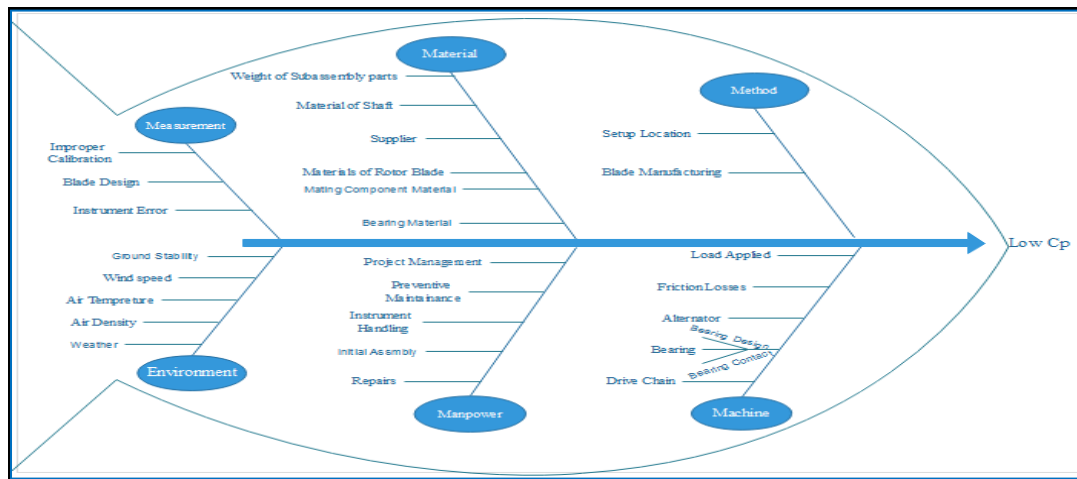 Material
Weight of Subassembly parts
Material of Shaft
Supplier
Materials of Rotor Blade
Mating Component Material
Bearing Material
Method
Setup Location
Blade Manufacturing
Measurement
Improper
Calibration
Blade Design
Instrument Error
Low Cp
Ground Stability
Wind speed
Air Tempreture
Air Density
Weather
Environment
Project Management
Preventive
Maintainance
Instrument
Handling
Initial Assembly
Repairs
Manpower
Load Applied
Friction Losses
Alternator
Bearing Design
Bearing
Bearing Contact
Drive Chain
Machine